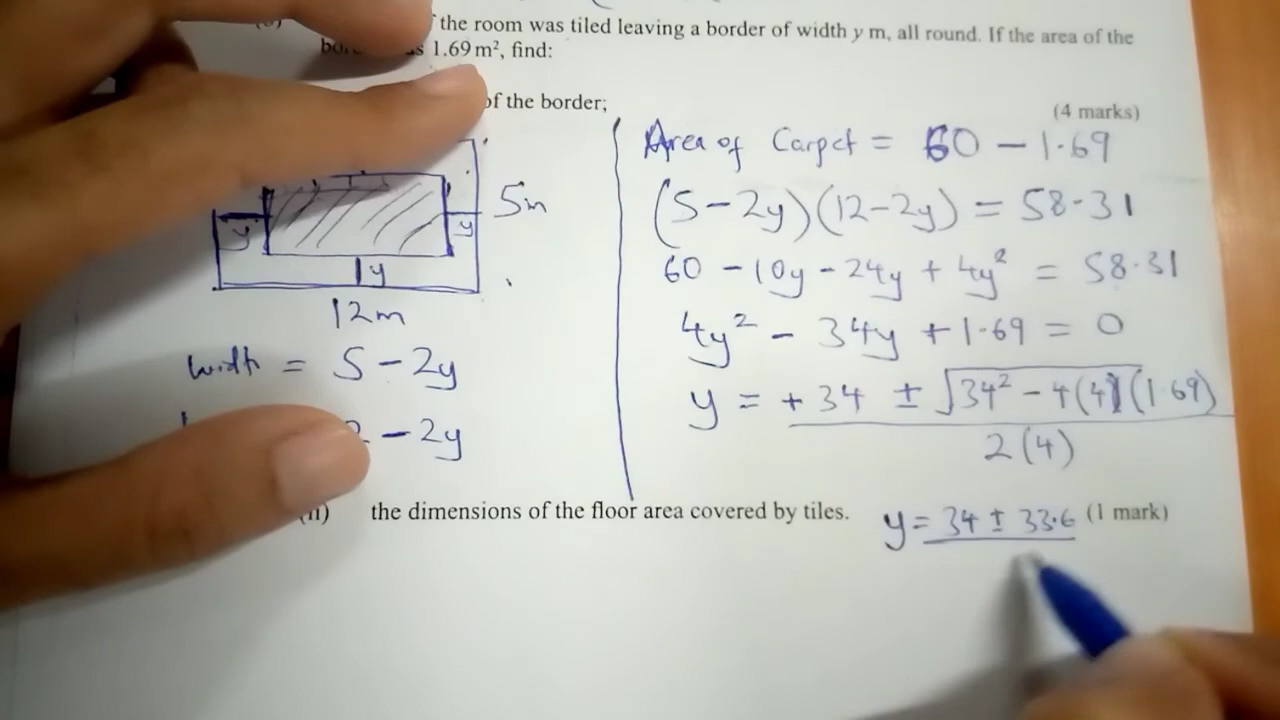 the room was tiled leaving a border of width y m, all round. If the area of the
1.69 m², find:
of the border;
(4 marks)
5m
y
y
1y
12m
width = 5 - 2y
- 2y
Area of Carpet = 60 - 1.69
(5-2y)(12-2y) = 58.31
60 - 10y - 24y + 4y² = 58.31
4y² - 34y + 1.69 = 0
y = +34 ± √34² - 4(4)(1.69)
2(4)
the dimensions of the floor area covered by tiles.
(1 mark)
y = 34 ± 33.6